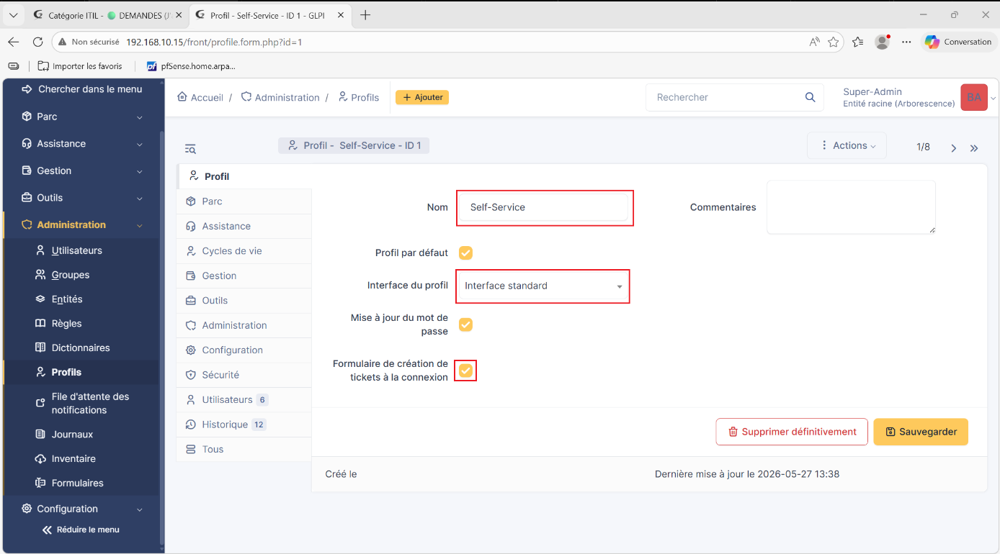 Catégorie ITIL - DEMANDES (J'
Profil - Self-Service - ID 1 - GLPI
Non sécurisé 192.168.10.15/front/profile.form.php?id=1
Conversation
Importer les favoris
pfSense.home.arpa...
Chercher dans le menu
Parc
Assistance
Gestion
Outils
Administration
Utilisateurs
Groupes
Entités
Règles
Dictionnaires
Profils
File d'attente des
notifications
Journaux
Inventaire
Formulaires
Configuration
Réduire le menu
Accueil / Administration / Profils
+ Ajouter
Rechercher
Super-Admin
Entité racine (Arborescence)
BA
Profil - Self-Service - ID 1
Actions
1/8
Profil
Parc
Assistance
Cycles de vie
Gestion
Outils
Administration
Configuration
Sécurité
Utilisateurs 6
Historique 12
Tous
Nom Self-Service
Commentaires
Profil par défaut
Interface du profil Interface standard
Mise à jour du mot de
passe
Formulaire de création de
tickets à la connexion
Supprimer définitivement
Sauvegarder
Créé le
Dernière mise à jour le 2026-05-27 13:38